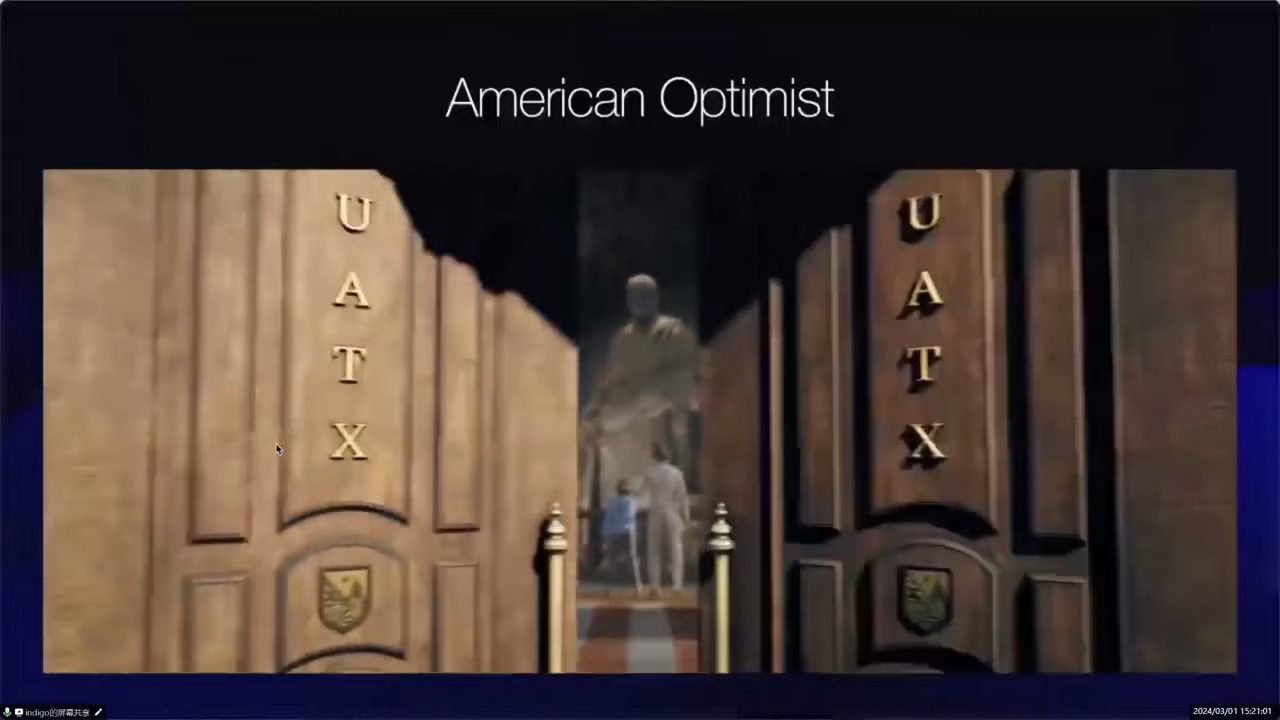 American Optimist
U
A
T
X
U
A
T
X
indigo的屏幕共享
2024/03/01 15:21:01